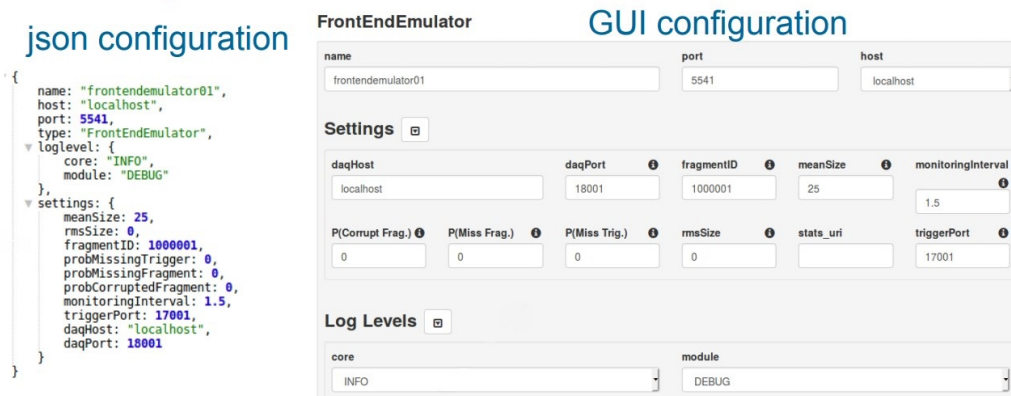 json configuration
{
name: "frontendemulator01",
host: "localhost",
port: 5541,
type: "FrontEndEmulator",
loglevel: {
core: "INFO",
module: "DEBUG"
},
settings: {
meanSize: 25,
rmsSize: 0,
fragmentID: 1000001,
probMissingTrigger: 0,
probMissingFragment: 0,
probCorruptedFragment: 0,
monitoringInterval: 1.5,
triggerPort: 17001,
daqHost: "localhost",
daqPort: 18001
}
}
FrontEndEmulator
GUI configuration
name port host
frontendemulator01 5541 localhost
Settings
daqHost daqPort fragmentID meanSize monitoringInterval
localhost 18001 1000001 25 1.5
P(Corrupt Frag.) P(Miss Frag.) P(Miss Trig.) rmsSize stats_uri triggerPort
0 0 0 0 17001
Log Levels
core module
INFO DEBUG